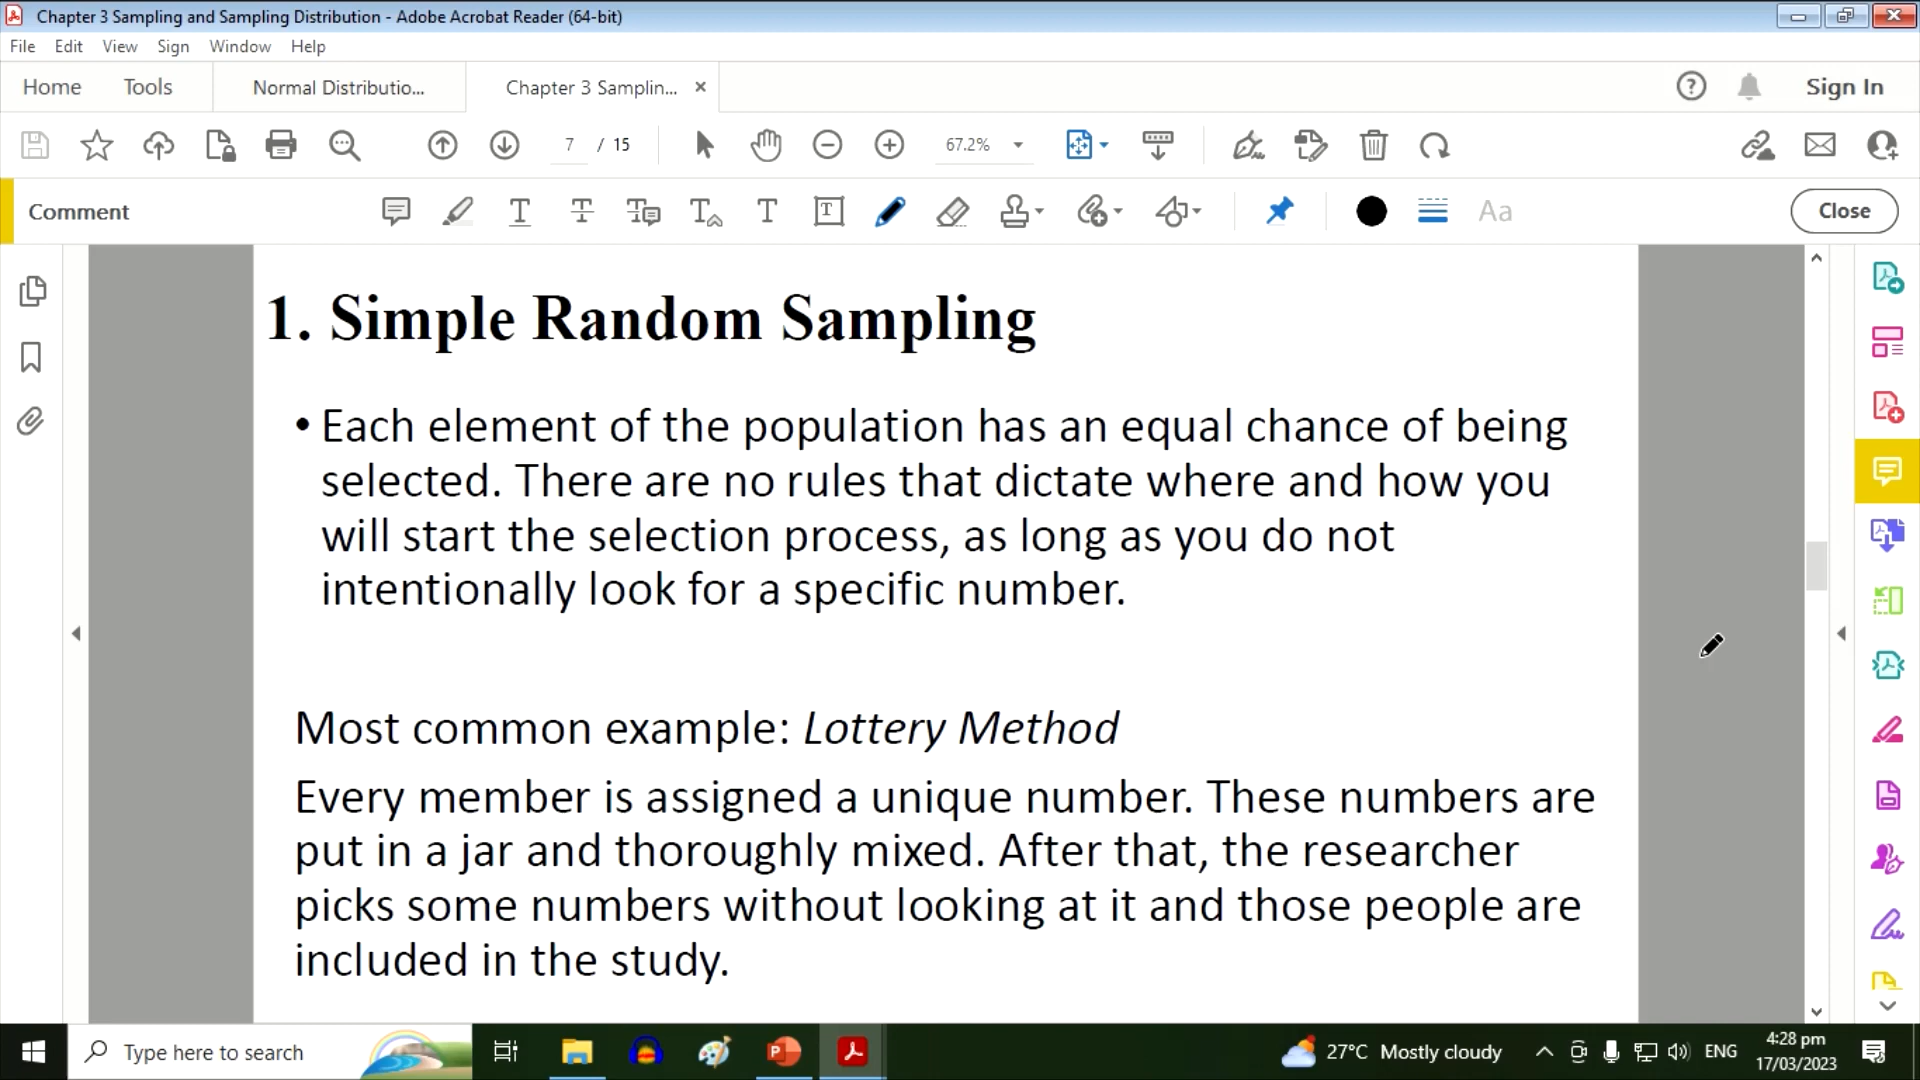 Chapter 3 Sampling and Sampling Distribution - Adobe Acrobat Reader (64-bit)
File Edit View Sign Window Help
Home Tools Normal Distributio... Chapter 3 Samplin... Sign In
7 / 15 67.2%
Comment Aa Close
1. Simple Random Sampling
• Each element of the population has an equal chance of being
selected. There are no rules that dictate where and how you
will start the selection process, as long as you do not
intentionally look for a specific number.
Most common example: Lottery Method
Every member is assigned a unique number. These numbers are
put in a jar and thoroughly mixed. After that, the researcher
picks some numbers without looking at it and those people are
included in the study.
Type here to search 27°C Mostly cloudy ENG 4:28 pm
17/03/2023